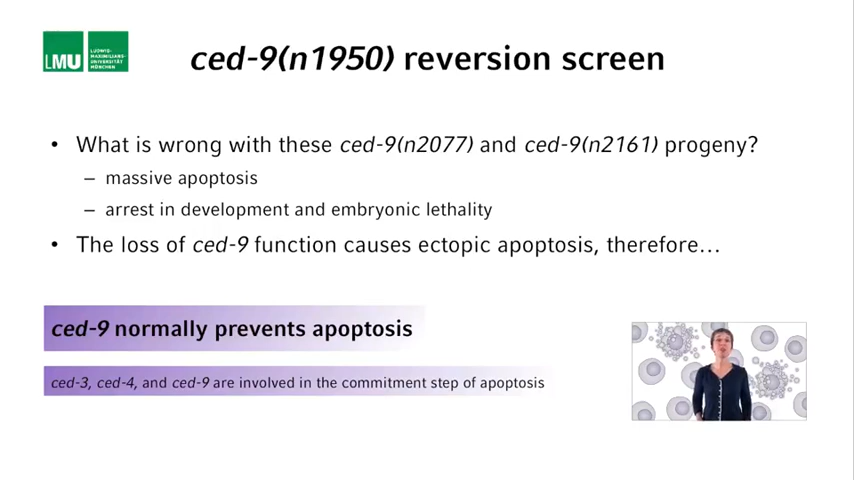 LMU
LUDWIG-
MAXIMILIANS-
UNIVERSITÄT
MÜNCHEN
ced-9(n1950) reversion screen
• What is wrong with these ced-9(n2077) and ced-9(n2161) progeny?
– massive apoptosis
– arrest in development and embryonic lethality
• The loss of ced-9 function causes ectopic apoptosis, therefore…
ced-9 normally prevents apoptosis
ced-3, ced-4, and ced-9 are involved in the commitment step of apoptosis